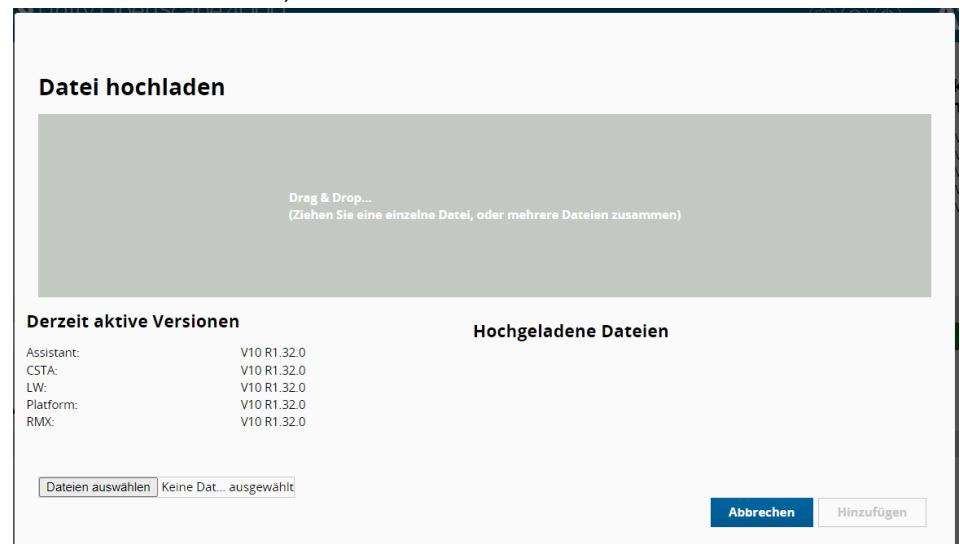 Datei hochladen
Drag & Drop...
(Ziehen Sie eine einzelne Datei, oder mehrere Dateien zusammen)
Derzeit aktive Versionen
Assistant: V10 R1.32.0
CSTA: V10 R1.32.0
LW: V10 R1.32.0
Platform: V10 R1.32.0
RMX: V10 R1.32.0
Hochgeladene Dateien
Dateien auswählen Keine Dat... ausgewählt
Abbrechen Hinzufügen